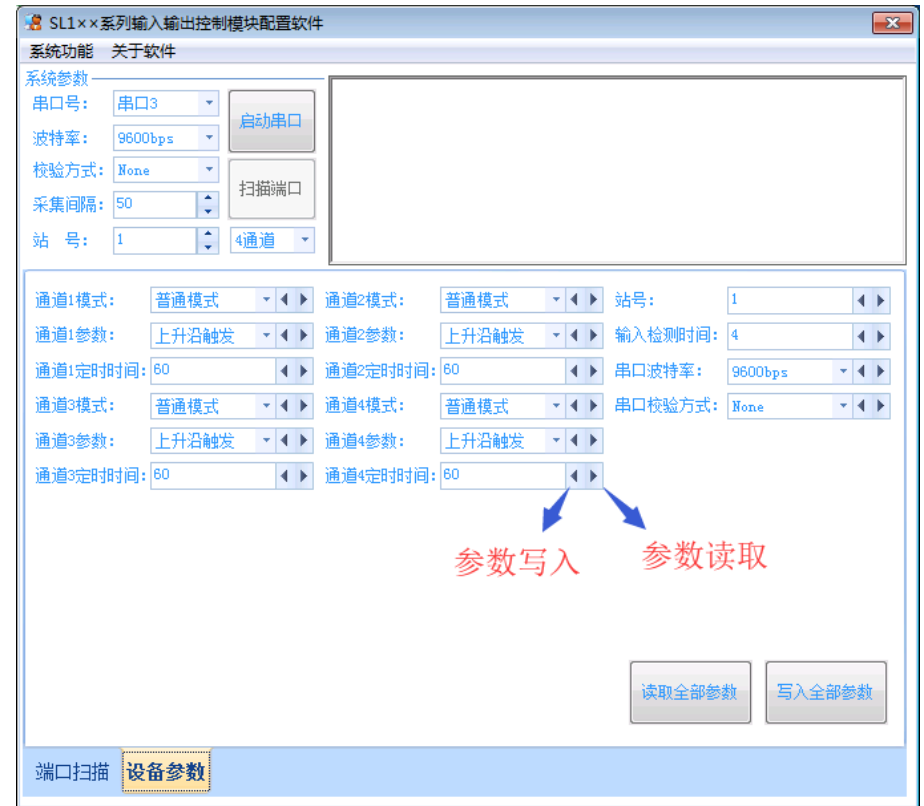 SL1××系列输入输出控制模块配置软件
系统功能 关于软件
系统参数
串口号: 串口3 启动串口
波特率: 9600bps
校验方式: None 扫描端口
采集间隔: 50
站 号: 1 4通道
通道1模式: 普通模式 通道2模式: 普通模式 站号: 1
通道1参数: 上升沿触发 通道2参数: 上升沿触发 输入检测时间: 4
通道1定时时间: 60 通道2定时时间: 60 串口波特率: 9600bps
通道3模式: 普通模式 通道4模式: 普通模式 串口校验方式: None
通道3参数: 上升沿触发 通道4参数: 上升沿触发
通道3定时时间: 60 通道4定时时间: 60
参数写入 参数读取
读取全部参数 写入全部参数
端口扫描 设备参数